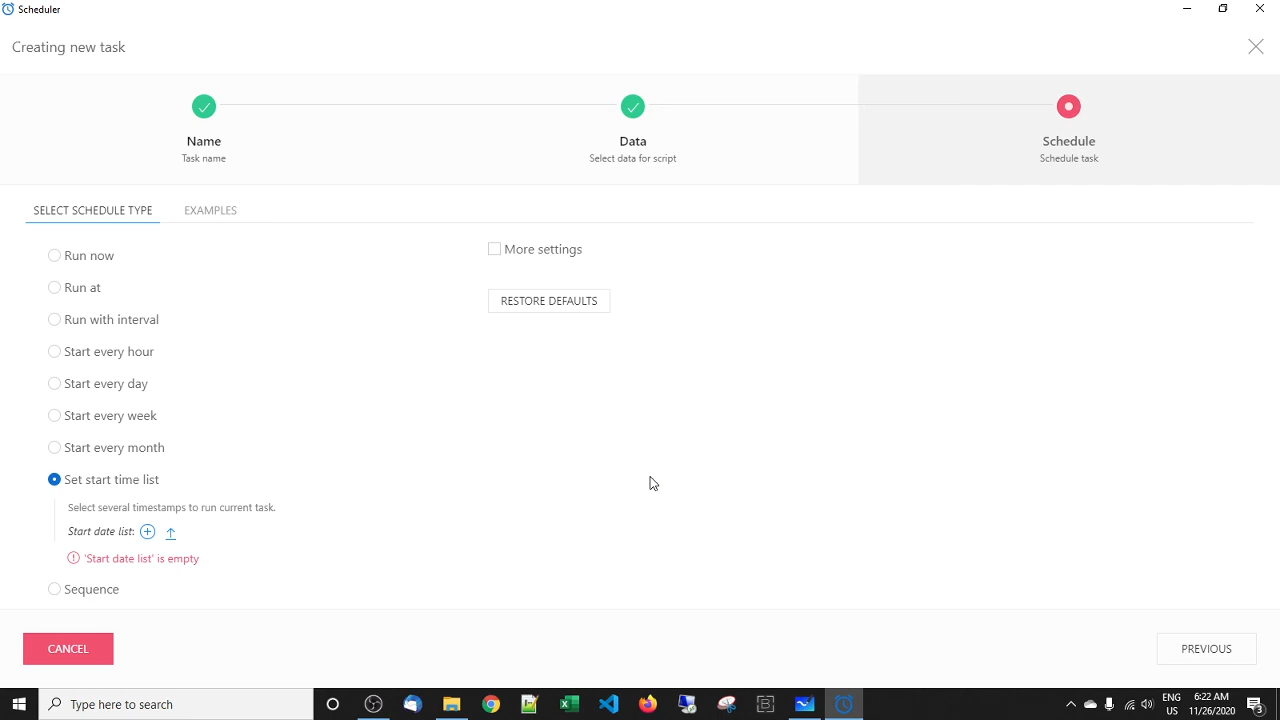 Scheduler
Creating new task
Name
Task name
Data
Select data for script
Schedule
Schedule task
SELECT SCHEDULE TYPE
EXAMPLES
Run now
Run at
Run with interval
Start every hour
Start every day
Start every week
Start every month
Set start time list
Select several timestamps to run current task.
Start date list:
'Start date list' is empty
Sequence
More settings
RESTORE DEFAULTS
CANCEL
PREVIOUS
Type here to search
ENG
US
6:22 AM
11/26/2020
3